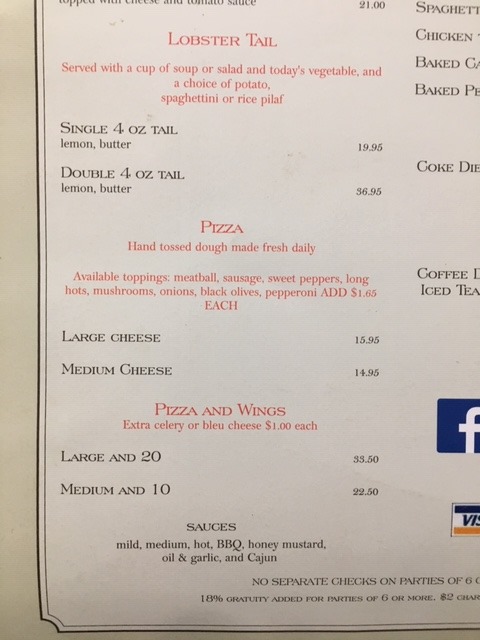 topped with cheese and tomato sauce 21.00
LOBSTER TAIL
Served with a cup of soup or salad and today's vegetable, and
a choice of potato,
spaghettini or rice pilaf
SINGLE 4 OZ TAIL
lemon, butter 19.95
DOUBLE 4 OZ TAIL
lemon, butter 36.95
PIZZA
Hand tossed dough made fresh daily
Available toppings: meatball, sausage, sweet peppers, long
hots, mushrooms, onions, black olives, pepperoni ADD $1.65
EACH
LARGE CHEESE 15.95
MEDIUM CHEESE 14.95
PIZZA AND WINGS
Extra celery or bleu cheese $1.00 each
LARGE AND 20 33.50
MEDIUM AND 10 22.50
SAUCES
mild, medium, hot, BBQ, honey mustard,
oil & garlic, and Cajun
NO SEPARATE CHECKS ON PARTIES OF 6
18% GRATUITY ADDED FOR PARTIES OF 6 OR MORE. $2
CHICKEN
BAKED
BAKED
COKE
COFFEE
ICED TEA
f